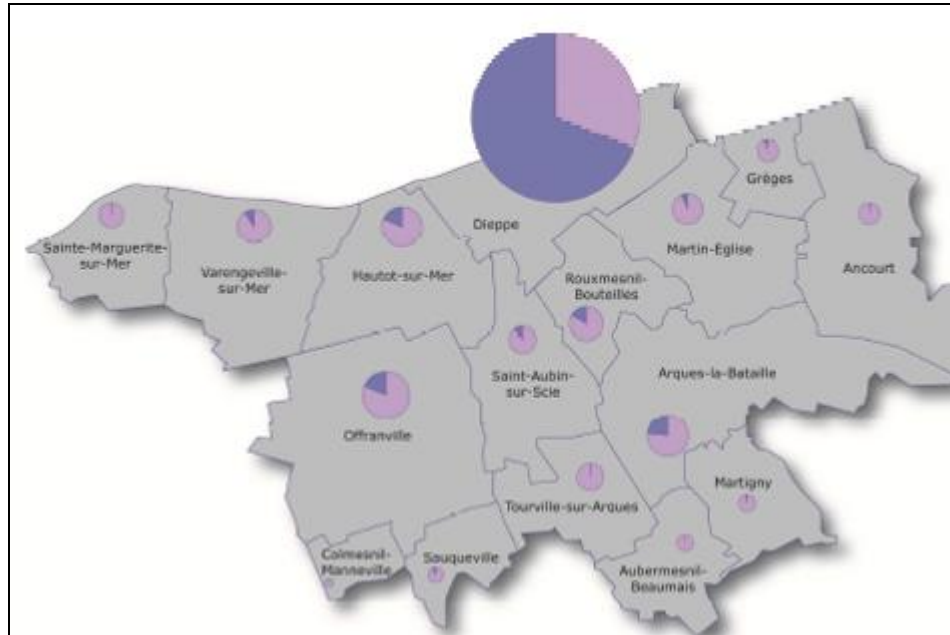 Grèges
Dieppe
Sainte-Marguerite-
sur-Mer
Varengeville-
sur-Mer
Hautot-sur-Mer
Martin-Eglise
Ancourt
Rouxmesnil-
Bouteilles
Saint-Aubin-
sur-Scie
Arques-la-Bataille
Offranville
Martigny
Tourville-sur-Arques
Colmesnil-
Manneville
Sauqueville
Aubermesnil-
Beaumais